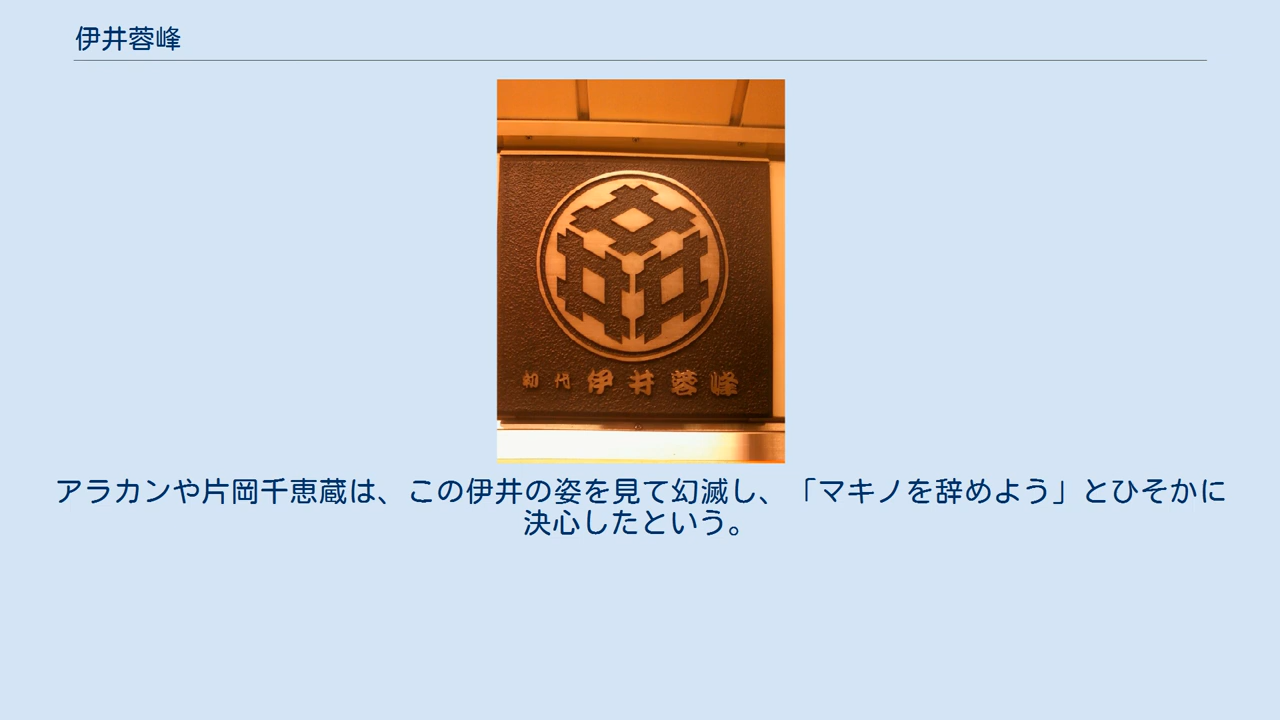 伊井蓉峰
初代 伊井蓉峰
アラカンや片岡千恵蔵は、この伊井の姿を見て幻滅し、「マキノを辞めよう」とひそかに
決心したという。